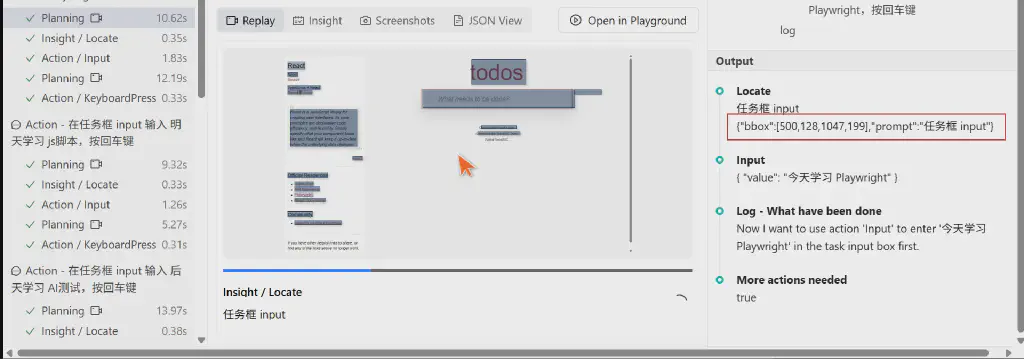 Planning 10.62s
Insight / Locate 0.35s
Action / Input 1.83s
Planning 12.19s
Action / KeyboardPress 0.33s
Action - 在任务框 input 输入 明
天学习 js脚本，按回车键
Planning 9.32s
Insight / Locate 0.33s
Action / Input 1.26s
Planning 5.27s
Action / KeyboardPress 0.31s
Action - 在任务框 input 输入 后
天学习 AI测试，按回车键
Planning 13.97s
Insight / Locate 0.38s
Replay Insight Screenshots JSON View Open in Playground
React
todos
Official Resources
Community
Insight / Locate
任务框 input
Playwright，按回车键
log
Output
Locate
任务框 input
{"bbox":[500,128,1047,199],"prompt":"任务框 input"}
Input
{ "value": "今天学习 Playwright" }
Log - What have been done
Now I want to use action 'Input' to enter '今天学习
Playwright' in the task input box first.
More actions needed
true